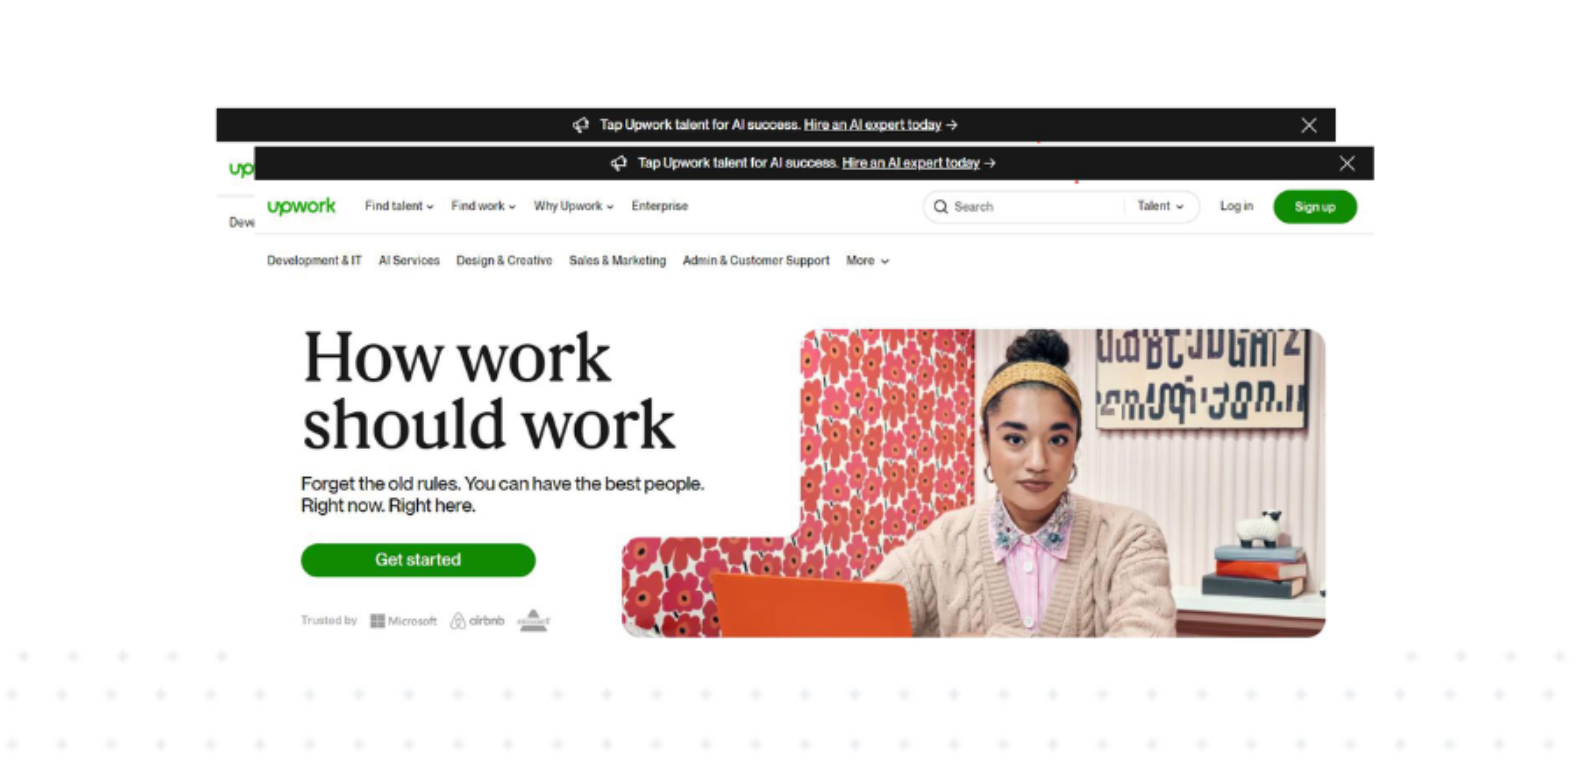 Tap Upwork talent for AI success. Hire an AI expert today →
up
Tap Upwork talent for AI success. Hire an AI expert today →
upwork Find talent Find work Why Upwork Enterprise Search Talent Log in Sign up
Deve
Development & IT AI Services Design & Creative Sales & Marketing Admin & Customer Support More
How work
should work
Forget the old rules. You can have the best people.
Right now. Right here.
Get started
Trusted by Microsoft airbnb